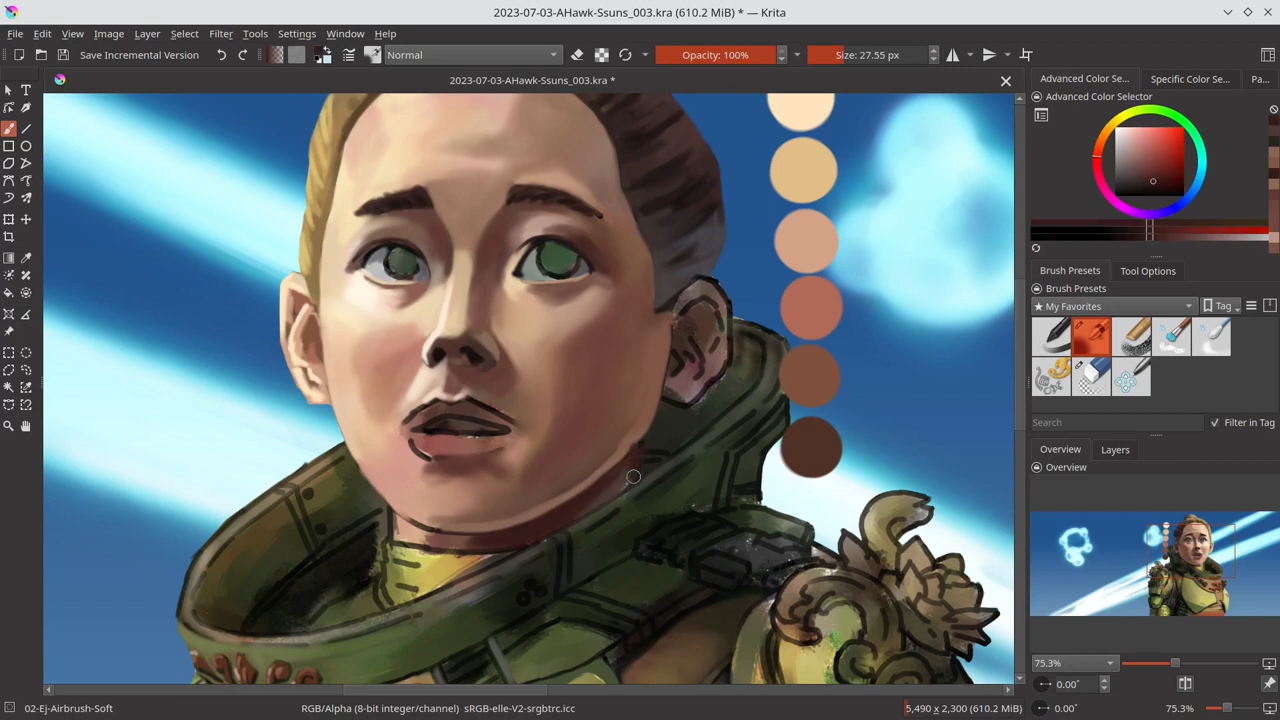 2023-07-03-AHawk-Ssuns_003.kra (610.2 MiB) * — Krita
File Edit View Image Layer Select Filter Tools Settings Window Help
Save Incremental Version Normal Opacity: 100% Size: 27.55 px
2023-07-03-AHawk-Ssuns_003.kra *
Advanced Color Se... Specific Color Se... Pa...
Advanced Color Selector
Brush Presets Tool Options
Brush Presets
★ My Favorites Tag
Search Filter in Tag
Overview Layers
Overview
75.3%
0.00°
02-Ej-Airbrush-Soft RGB/Alpha (8-bit integer/channel) sRGB-elle-V2-srgbtrc.icc 5,490 x 2,300 (610.2 MiB) 0.00° 75.3%